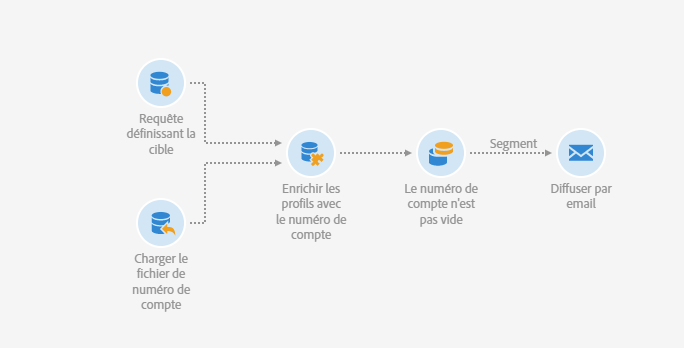 Requête
définissant la
cible
Charger le
fichier de
numéro de
compte
Enrichir les
profils avec
le numéro de
compte
Le numéro de
compte n'est
pas vide
Segment
Diffuser par
email